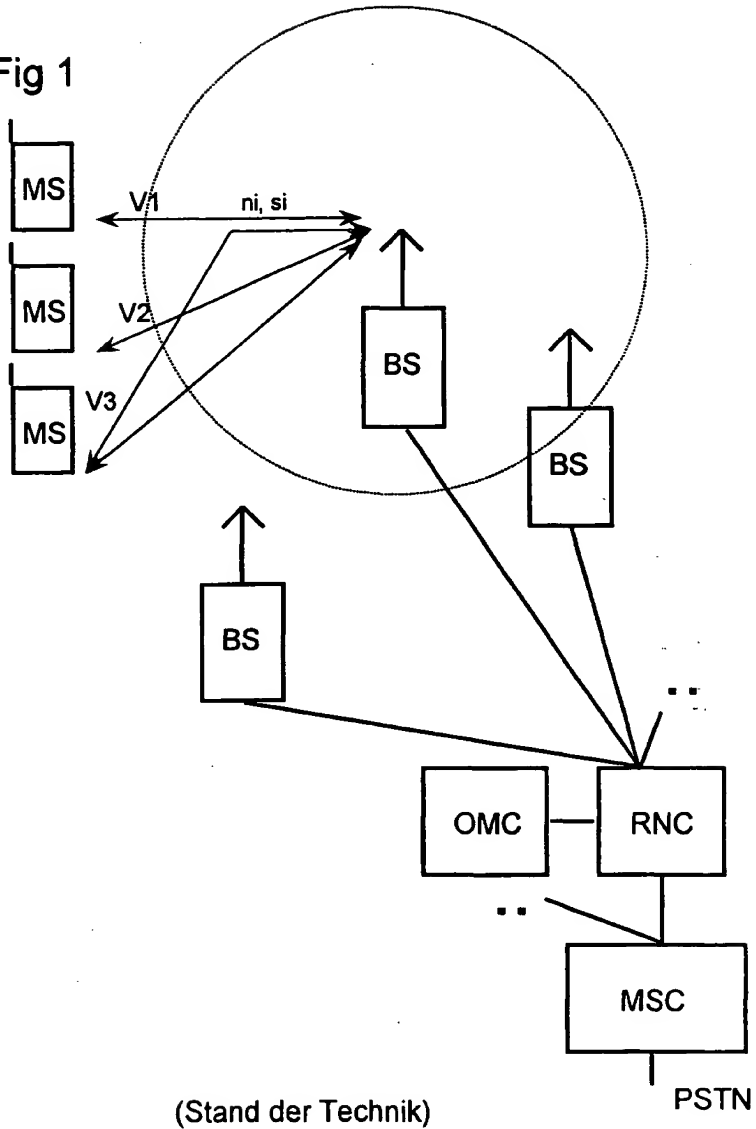 Fig 1
MS
V1
ni, si
MS
V2
MS
V3
BS
BS
BS
OMC
RNC
MSC
PSTN
(Stand der Technik)